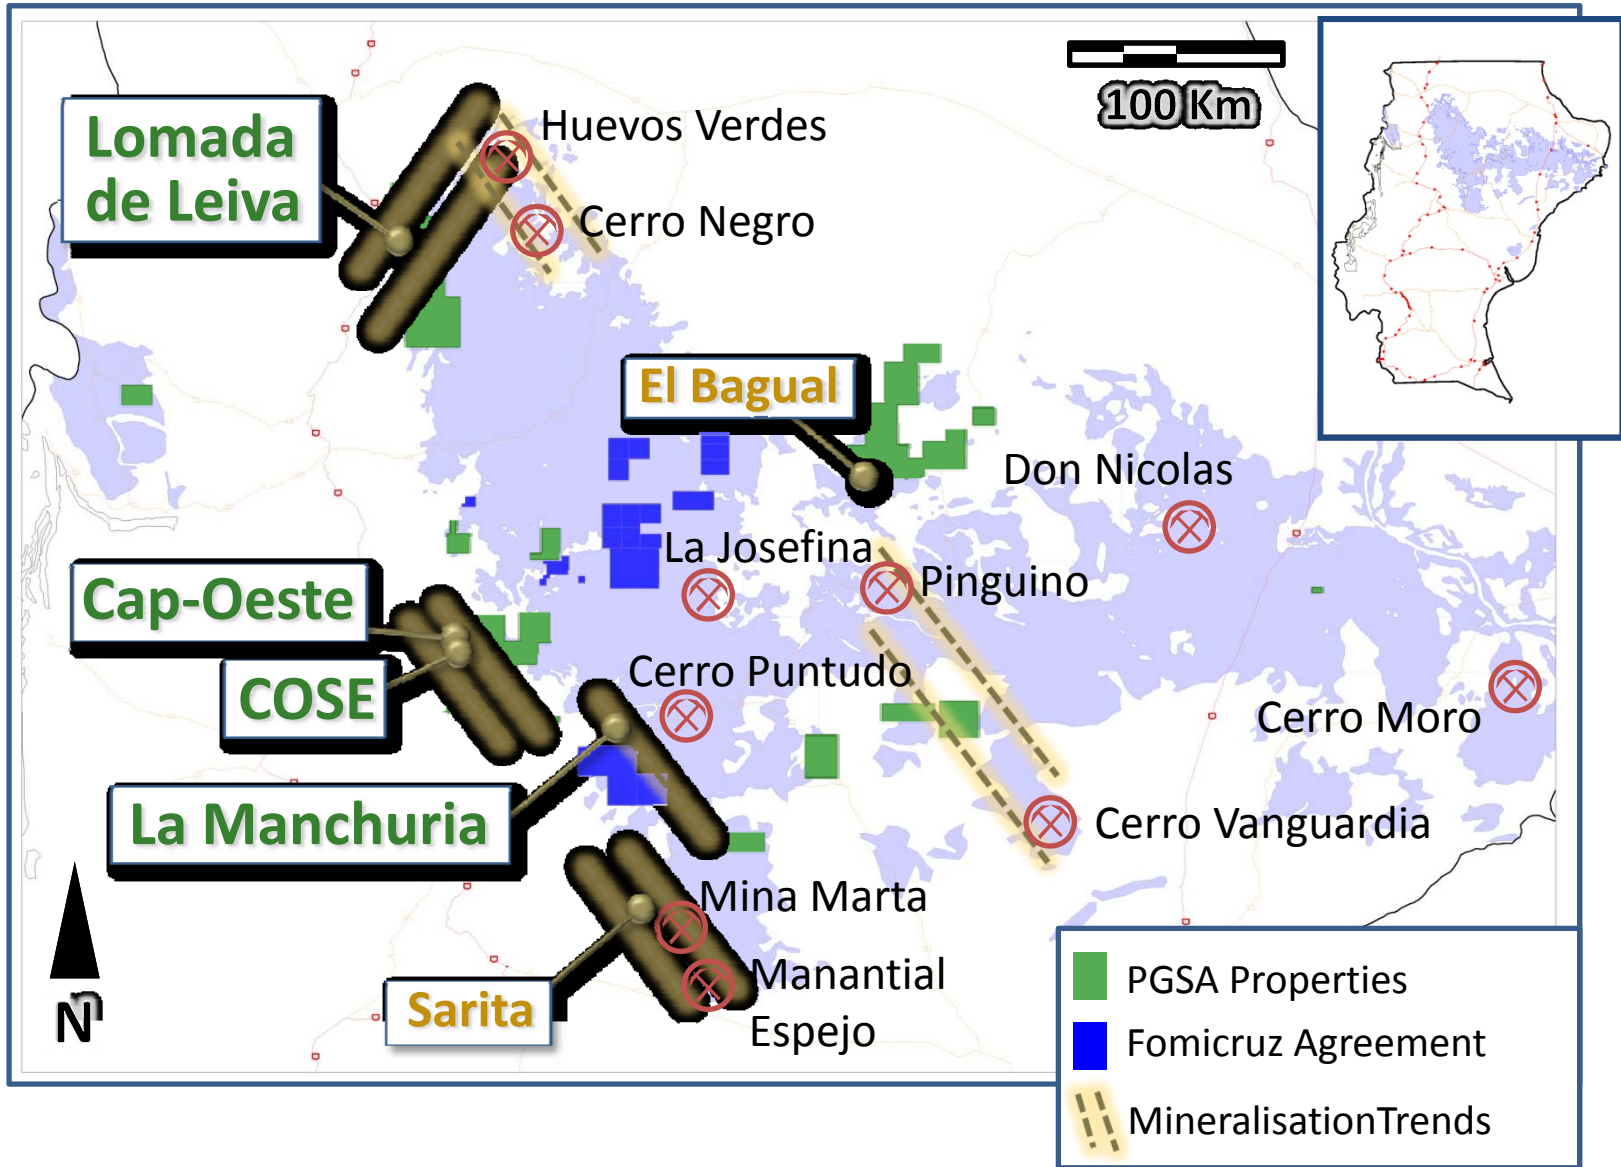 100 Km
Huevos Verdes
Lomada
de Leiva
Cerro Negro
El Bagual
Don Nicolas
La Josefina
Pinguino
Cap-Oeste
Cerro Puntudo
COSE
Cerro Moro
La Manchuria
Cerro Vanguardia
Mina Marta
Manantial
Espejo
Sarita
N
PGSA Properties
Fomicruz Agreement
MineralisationTrends